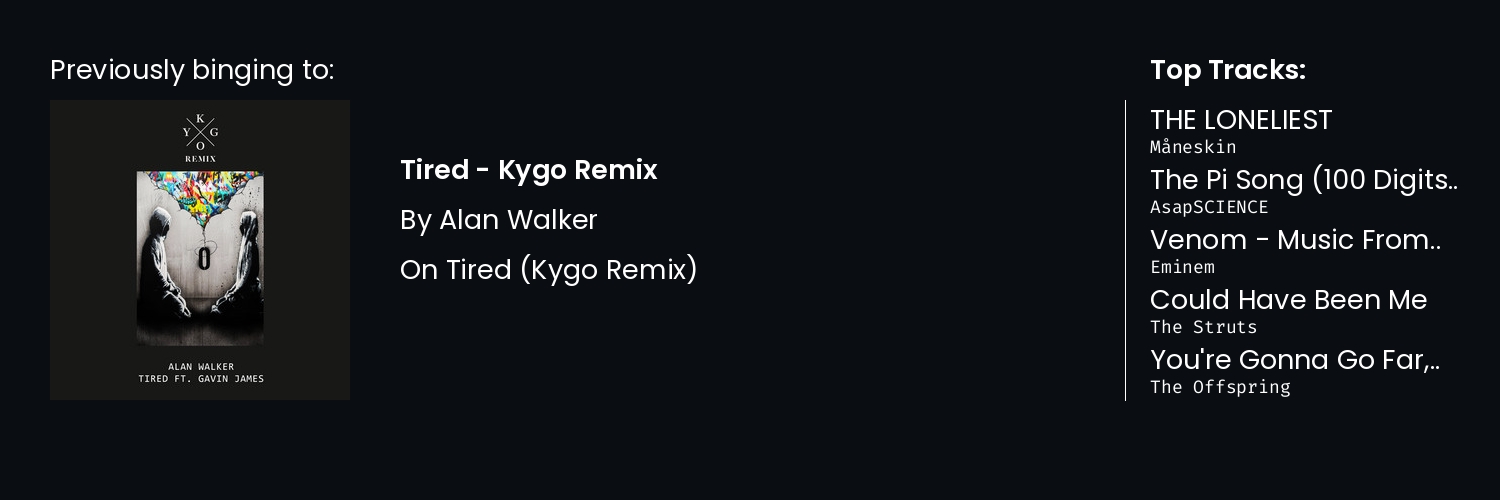 Previously binging to:
K
Y G
O
REMIX
ALAN WALKER
TIRED FT. GAVIN JAMES
Tired - Kygo Remix
By Alan Walker
On Tired (Kygo Remix)
Top Tracks:
THE LONELIEST
Måneskin
The Pi Song (100 Digits..
AsapSCIENCE
Venom - Music From..
Eminem
Could Have Been Me
The Struts
You're Gonna Go Far,..
The Offspring